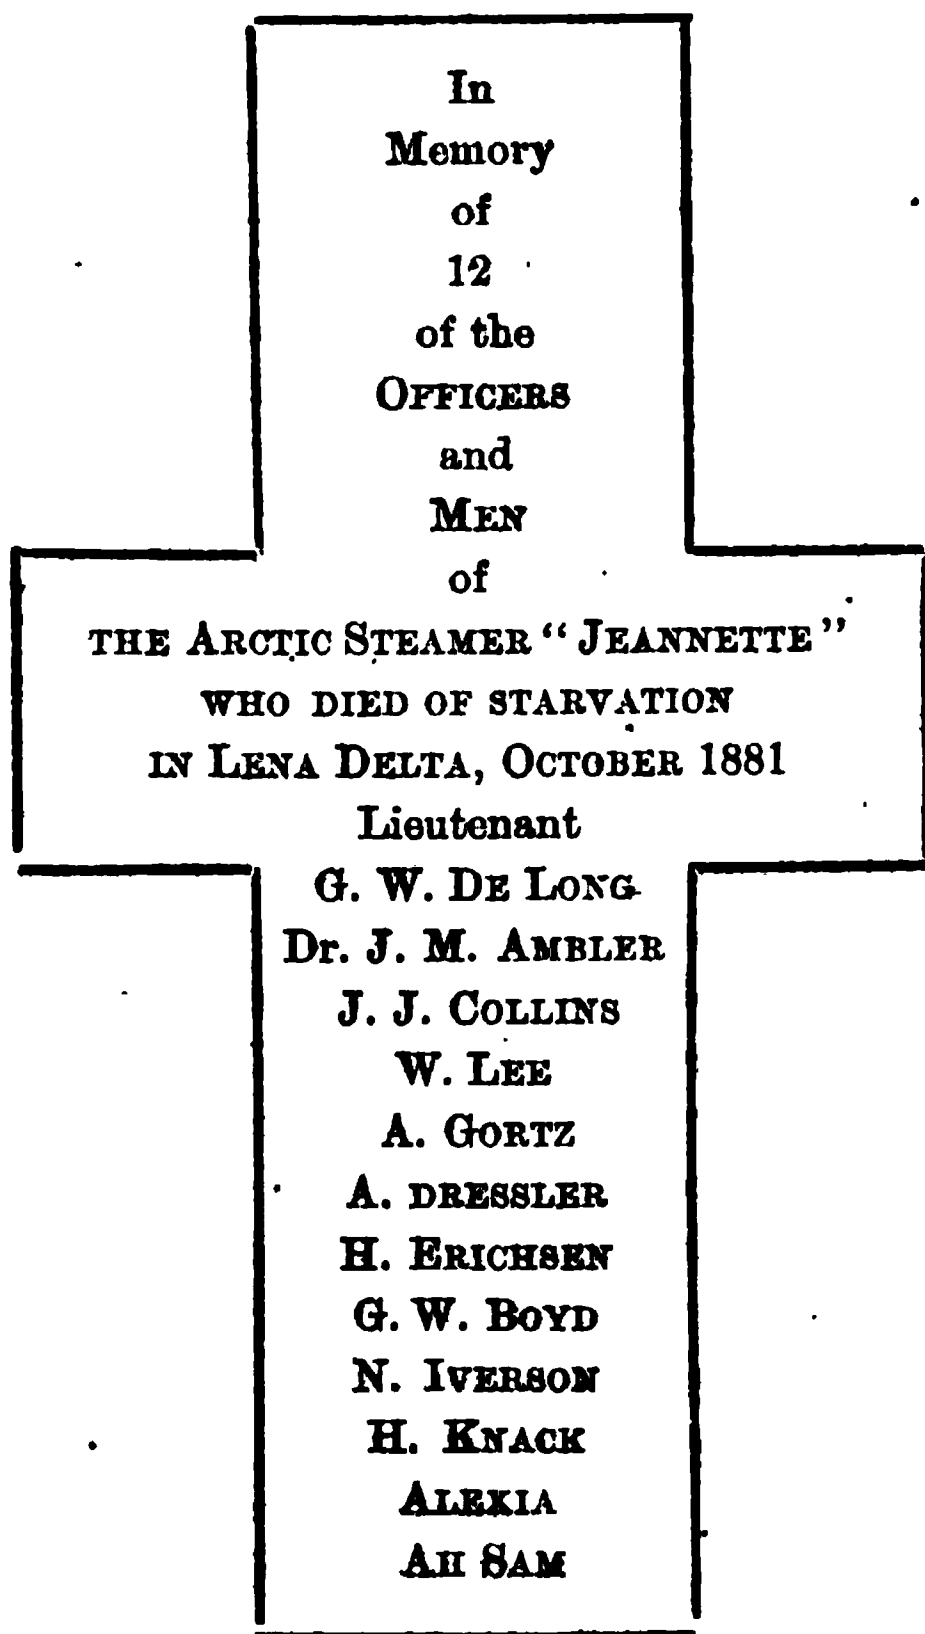 In
Memory
of
12
of the
OFFICERS
and
MEN
of
THE ARCTIC STEAMER "JEANNETTE"
WHO DIED OF STARVATION
IN LENA DELTA, OCTOBER 1881
Lieutenant
G. W. DE LONG
Dr. J. M. AMBLER
J. J. COLLINS
W. LEE
A. GORTZ
A. DRESSLER
H. ERICHSEN
G. W. BOYD
N. IVERSON
H. KNACK
ALEXIA
AH SAM